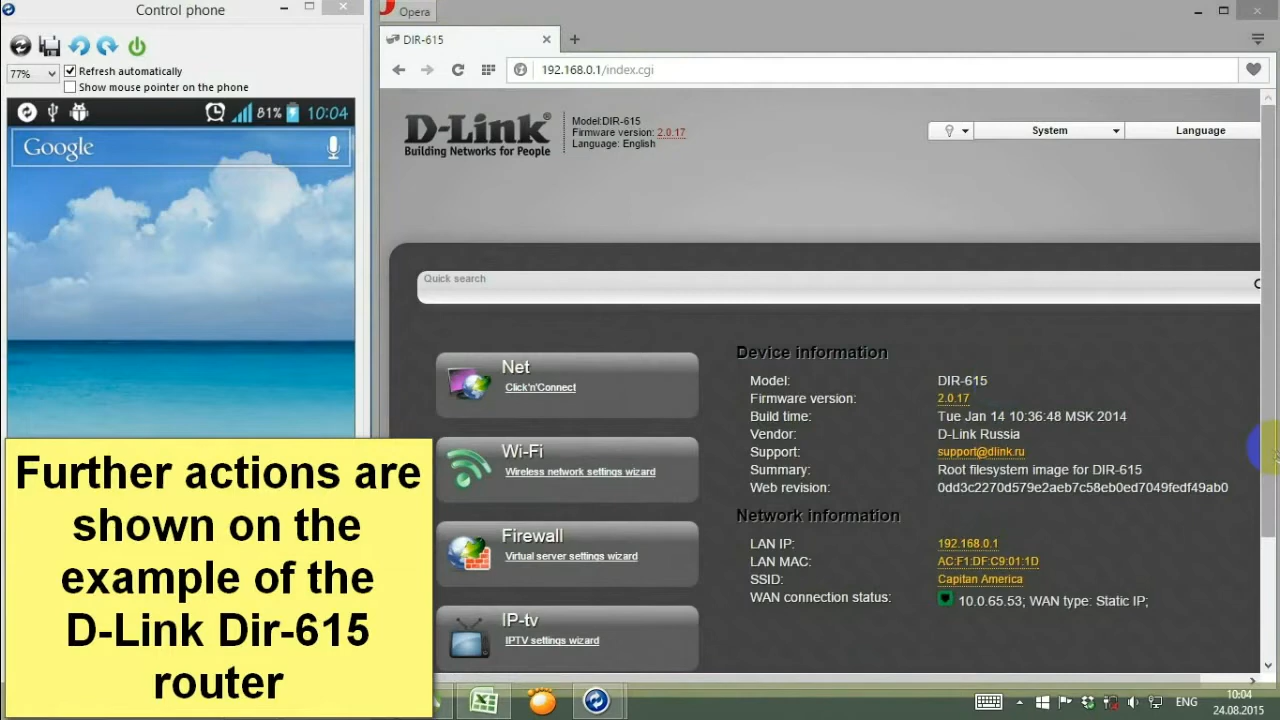 Control phone
77%
Refresh automatically
Show mouse pointer on the phone
81% 10:04
Google
Further actions are
shown on the
example of the
D-Link Dir-615
router
Opera
DIR-615
192.168.0.1/index.cgi
D-Link®
Building Networks for People
Model:DIR-615
Firmware version: 2.0.17
Language: English
System
Language
Quick search
Net
Click'n'Connect
Wi-Fi
Wireless network settings wizard
Firewall
Virtual server settings wizard
IP-tv
IPTV settings wizard
Device information
Model: DIR-615
Firmware version: 2.0.17
Build time: Tue Jan 14 10:36:48 MSK 2014
Vendor: D-Link Russia
Support: support@dlink.ru
Summary: Root filesystem image for DIR-615
Web revision: 0dd3c2270d579e2aeb7c58eb0ed7049fedf49ab0
Network information
LAN IP: 192.168.0.1
LAN MAC: AC:F1:DF:C9:01:1D
SSID: Capitan America
WAN connection status: 10.0.65.53; WAN type: Static IP;
ENG
10:04
24.08.2015